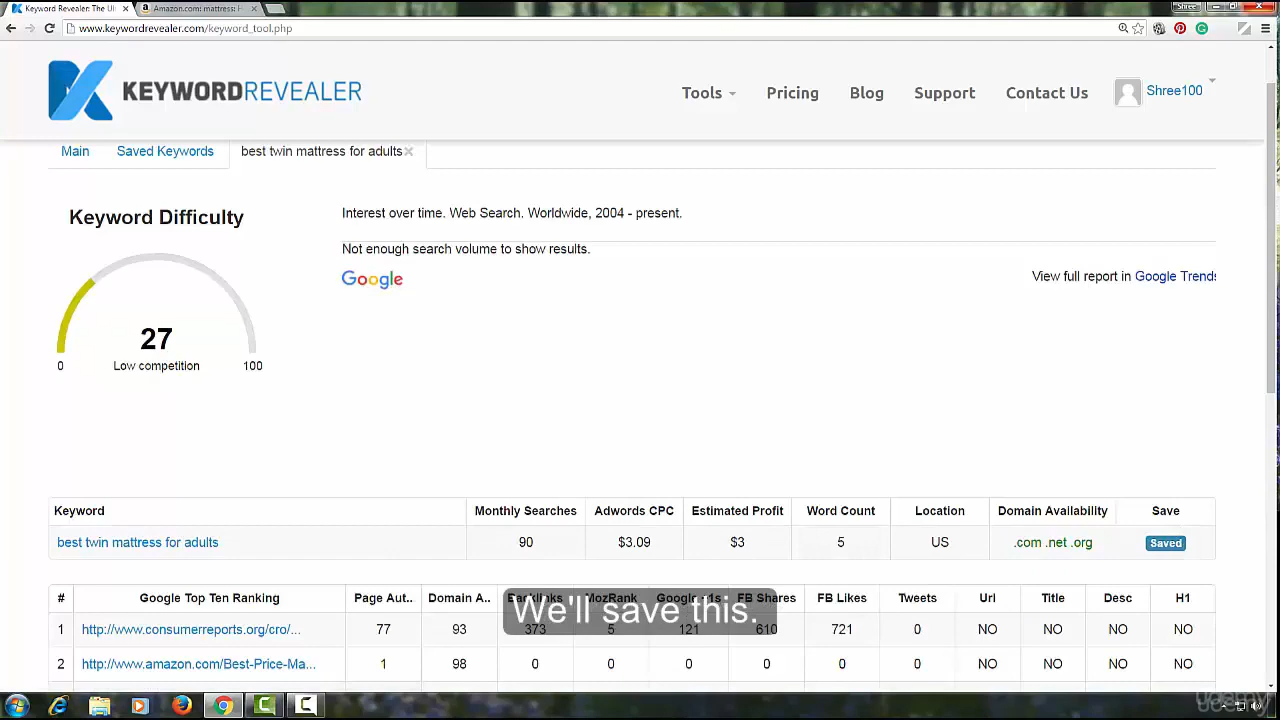 Keyword Revealer: The Ul
Amazon.com: mattress: H
Shree
www.keywordrevealer.com/keyword_tool.php
KEYWORDREVEALER
Tools
Pricing
Blog
Support
Contact Us
Shree100
Main
Saved Keywords
best twin mattress for adults
Keyword Difficulty
Interest over time. Web Search. Worldwide, 2004 - present.
Not enough search volume to show results.
Google
View full report in Google Trends
27
0 Low competition 100
Keyword Monthly Searches Adwords CPC Estimated Profit Word Count Location Domain Availability Save
best twin mattress for adults 90 $3.09 $3 5 US .com .net .org Saved
# Google Top Ten Ranking Page Aut.. Domain A.. Backlinks MozRank Google +1s FB Shares FB Likes Tweets Url Title Desc H1
We'll save this.
1 http://www.consumerreports.org/cro/... 77 93 373 5 121 610 721 0 NO NO NO NO
2 http://www.amazon.com/Best-Price-Ma... 1 98 0 0 0 0 0 0 NO NO NO NO
udemy